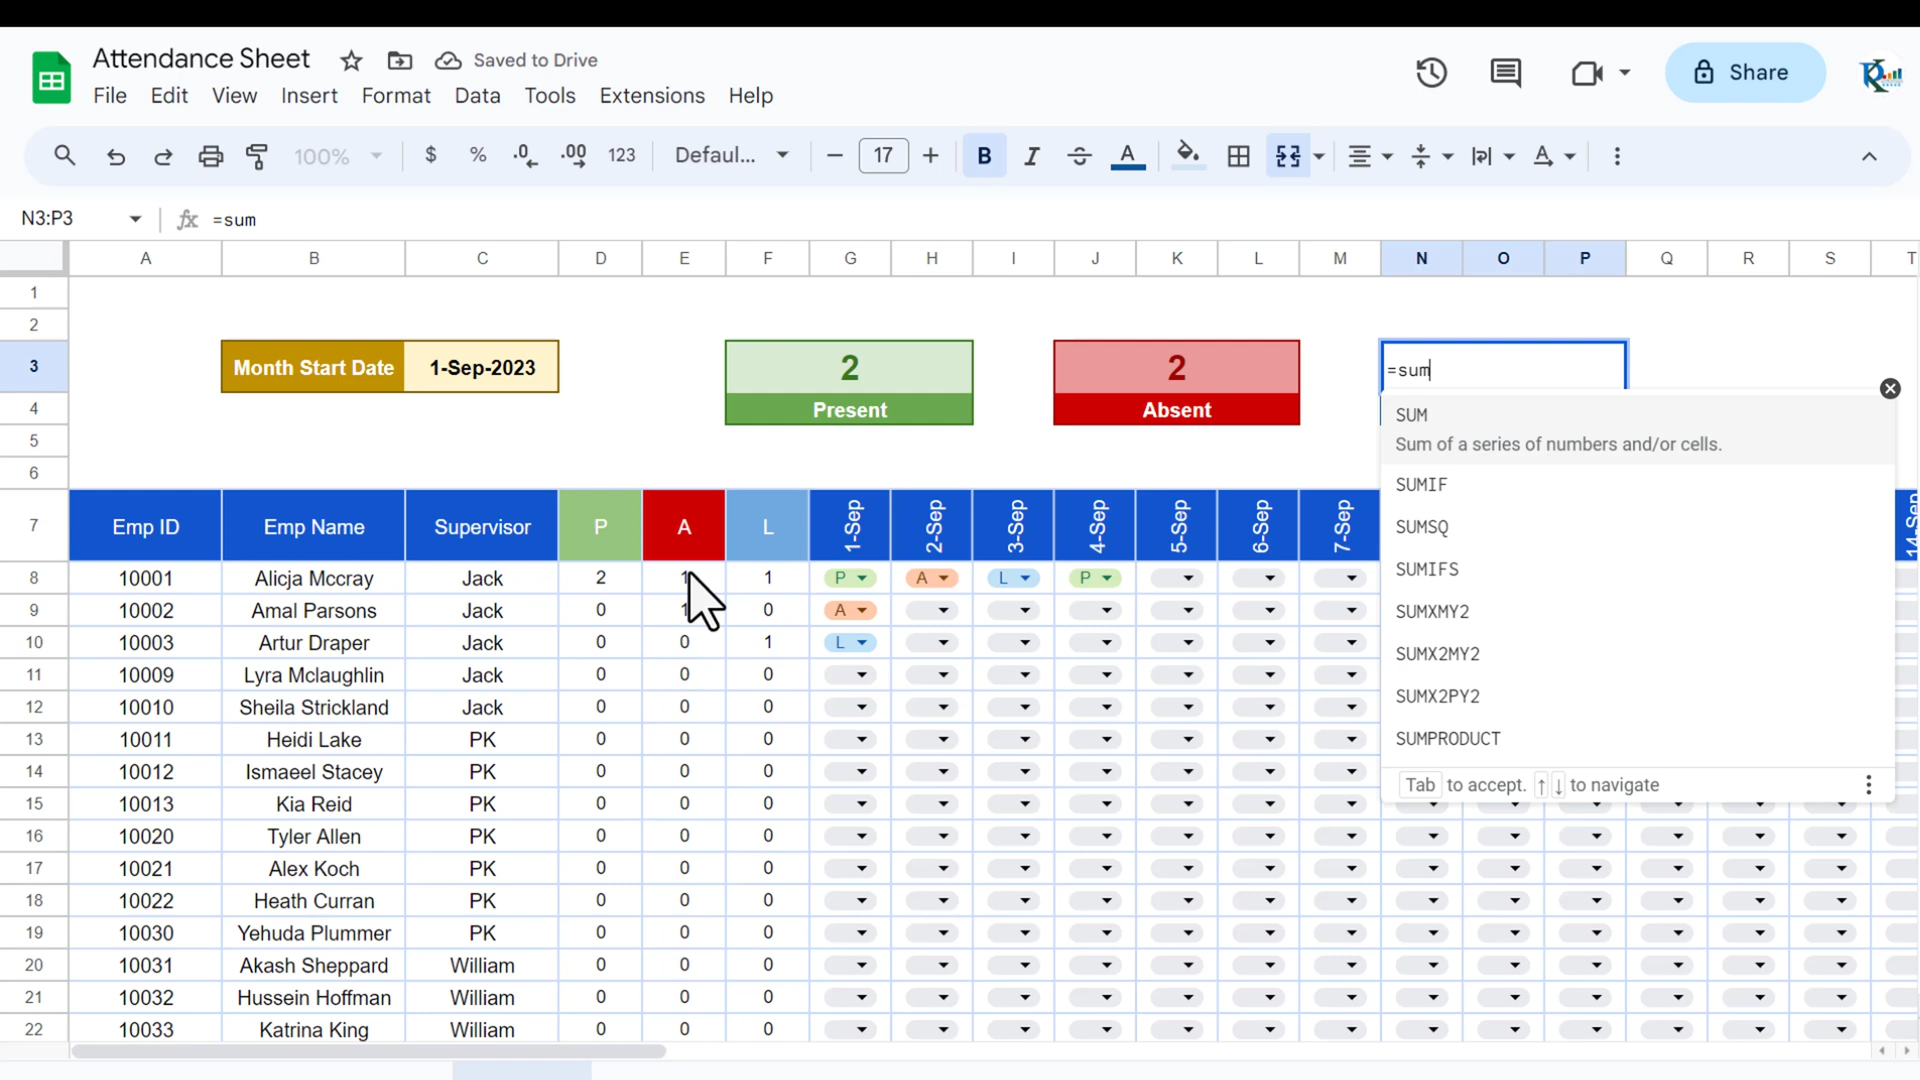 Attendance Sheet Saved to Drive
File Edit View Insert Format Data Tools Extensions Help
Share
100% $ % .0 .00 123 Defaul... − 17 + B I S A A
N3:P3 fx =sum
A B C D E F G H I J K L M N O P Q R S T
1
2
3 Month Start Date 1-Sep-2023 2 2 =sum
4 Present Absent
5
6
SUM
Sum of a series of numbers and/or cells.
SUMIF
SUMSQ
SUMIFS
SUMXMY2
SUMX2MY2
SUMX2PY2
SUMPRODUCT
Tab to accept. ↑ ↓ to navigate
7 Emp ID Emp Name Supervisor P A L 1-Sep 2-Sep 3-Sep 4-Sep 5-Sep 6-Sep 7-Sep 14-Sep
8 10001 Alicja Mccray Jack 2 1 1 P A L P
9 10002 Amal Parsons Jack 0 1 0 A
10 10003 Artur Draper Jack 0 0 1 L
11 10009 Lyra Mclaughlin Jack 0 0 0
12 10010 Sheila Strickland Jack 0 0 0
13 10011 Heidi Lake PK 0 0 0
14 10012 Ismaeel Stacey PK 0 0 0
15 10013 Kia Reid PK 0 0 0
16 10020 Tyler Allen PK 0 0 0
17 10021 Alex Koch PK 0 0 0
18 10022 Heath Curran PK 0 0 0
19 10030 Yehuda Plummer PK 0 0 0
20 10031 Akash Sheppard William 0 0 0
21 10032 Hussein Hoffman William 0 0 0
22 10033 Katrina King William 0 0 0